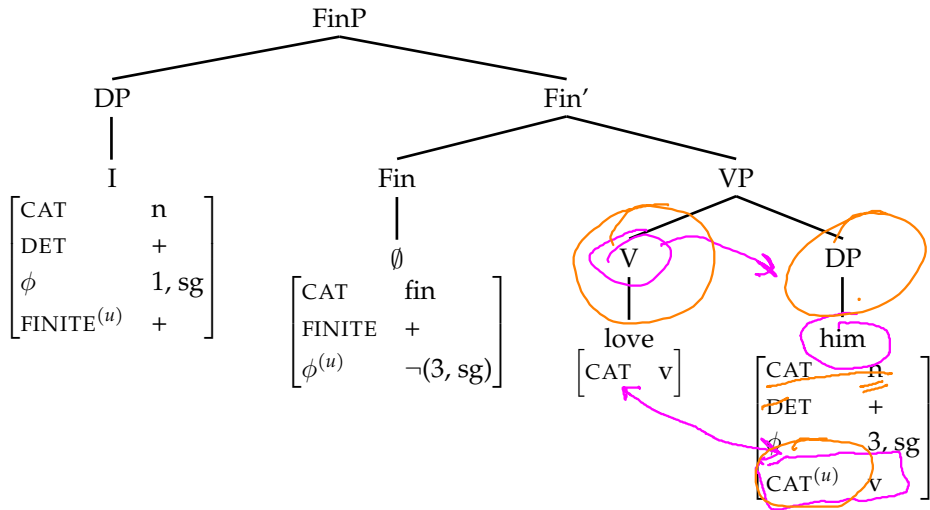 FinP
DP Fin'
I Fin VP
∅ V DP
love him
CAT n
DET +
ϕ 1, sg
FINITE(u) +
CAT fin
FINITE +
ϕ(u) ¬(3, sg)
CAT v
CAT n
DET +
ϕ 3, sg
CAT(u) v